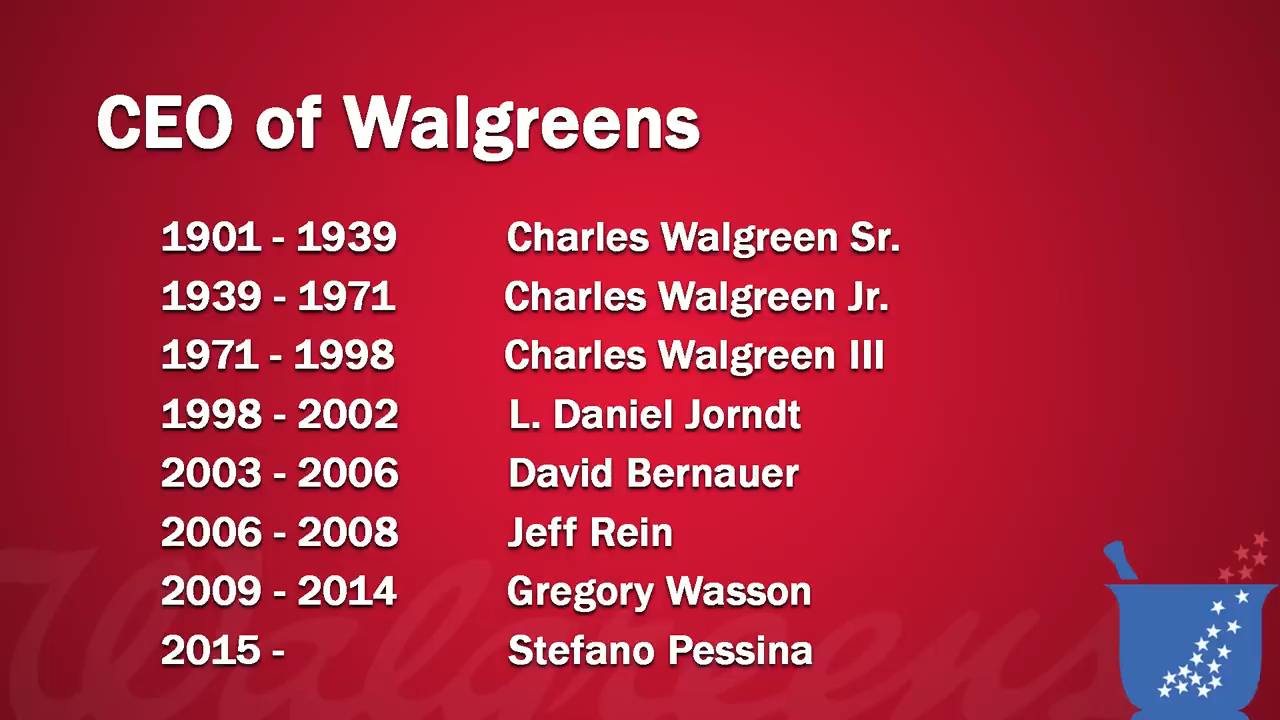 CEO of Walgreens
1901 - 1939 Charles Walgreen Sr.
1939 - 1971 Charles Walgreen Jr.
1971 - 1998 Charles Walgreen III
1998 - 2002 L. Daniel Jorndt
2003 - 2006 David Bernauer
2006 - 2008 Jeff Rein
2009 - 2014 Gregory Wasson
2015 - Stefano Pessina
Walgreens